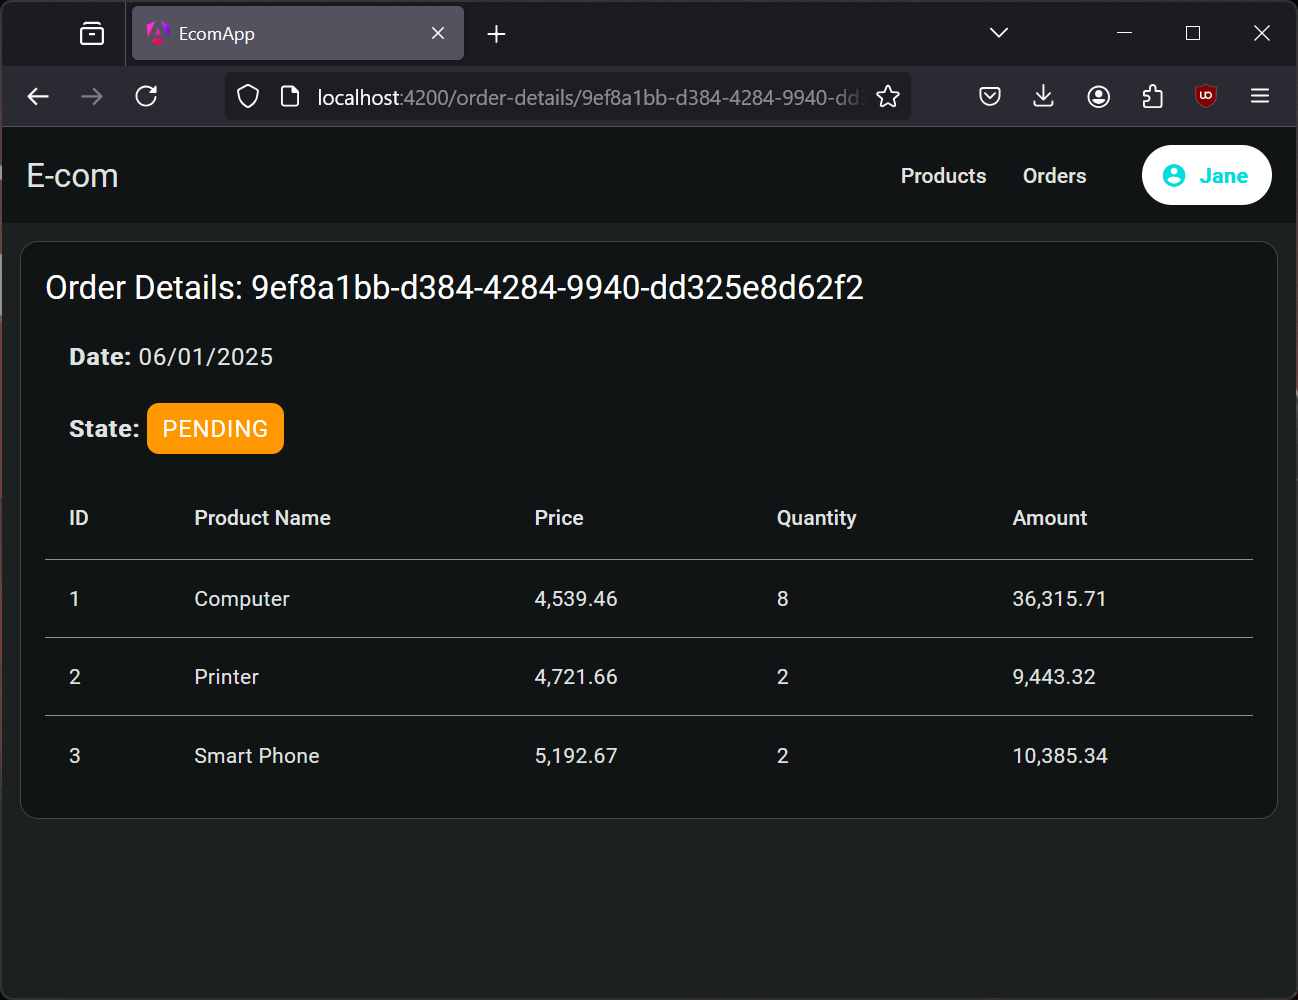 EcomApp
localhost:4200/order-details/9ef8a1bb-d384-4284-9940-dd3
E-com
Products
Orders
Jane
Order Details: 9ef8a1bb-d384-4284-9940-dd325e8d62f2
Date: 06/01/2025
State: PENDING
ID Product Name Price Quantity Amount
1 Computer 4,539.46 8 36,315.71
2 Printer 4,721.66 2 9,443.32
3 Smart Phone 5,192.67 2 10,385.34